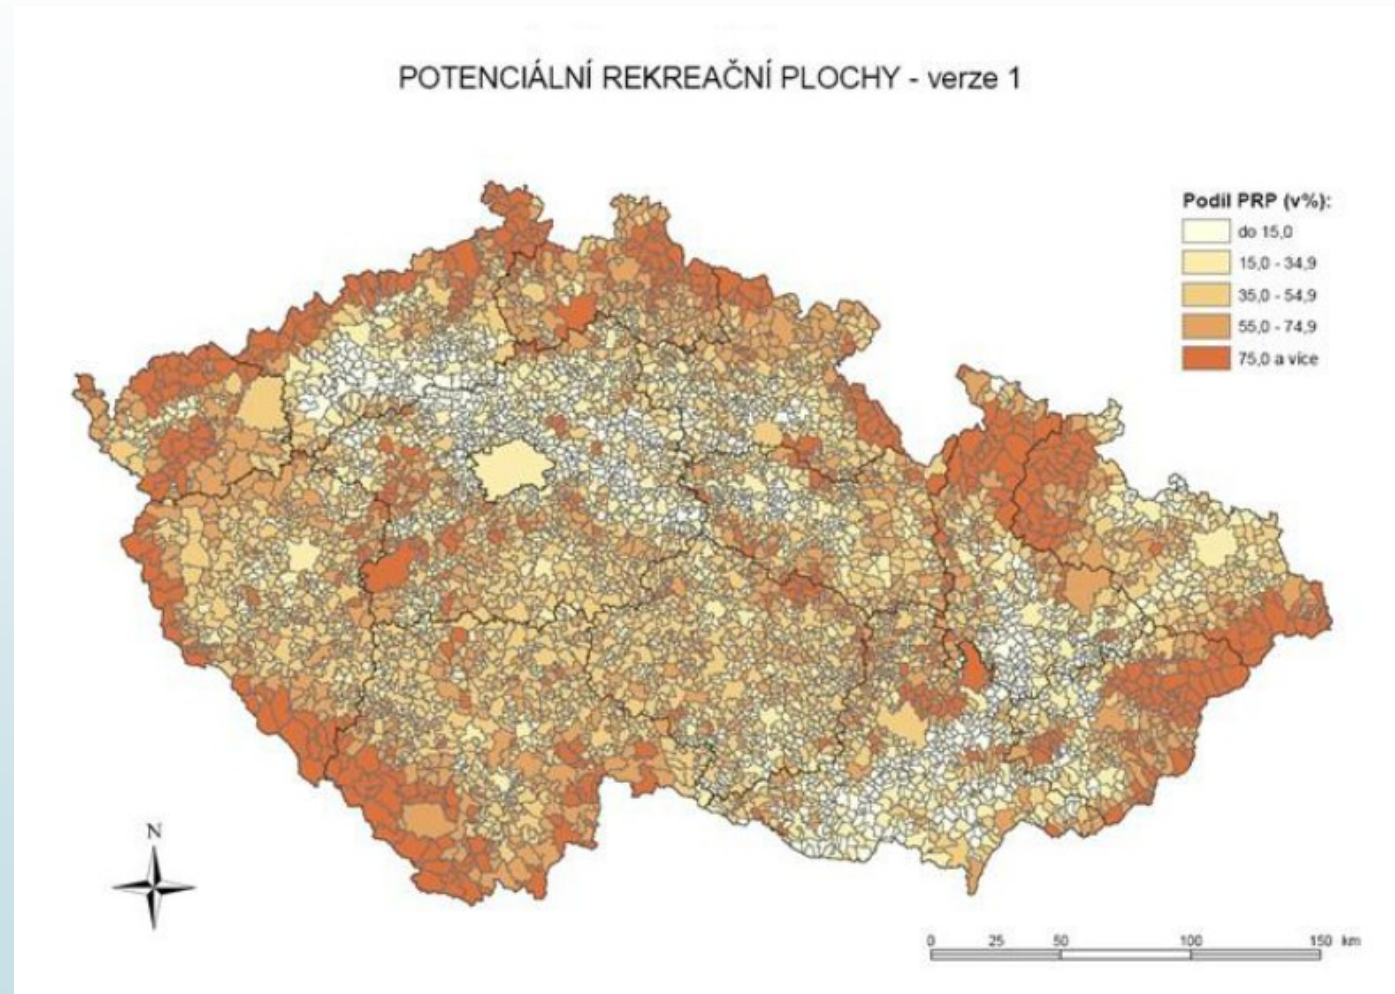 POTENCIÁLNÍ REKREAČNÍ PLOCHY - verze 1
Podíl PRP (v%):
do 15,0
15,0 - 34,9
35,0 - 54,9
55,0 - 74,9
75,0 a více
N
0 25 50 100 150 km